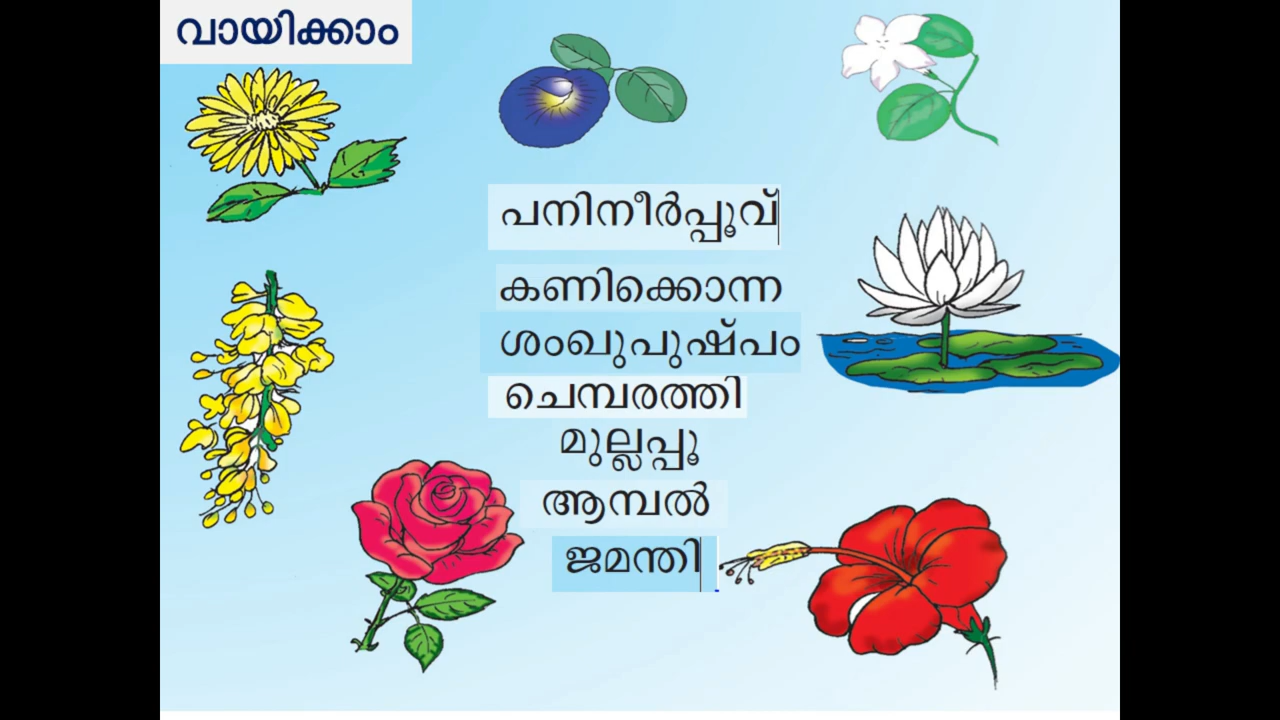 വായിക്കാം
പനിനീർപ്പൂവ്
കണിക്കൊന്ന
ശംഖുപുഷ്പം
ചെമ്പരത്തി
മുല്ലപ്പൂ
ആമ്പൽ
ജമന്തി